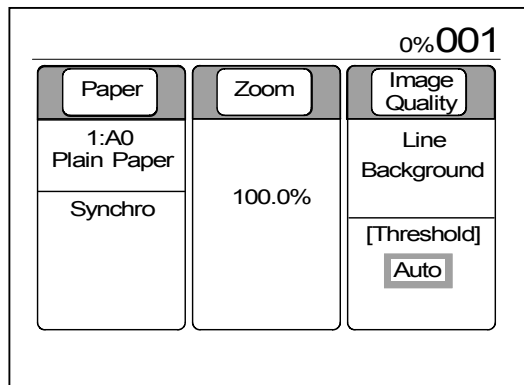 0% 001
Paper
1:A0
Plain Paper
Synchro
Zoom
100.0%
Image
Quality
Line
Background
[Threshold]
Auto